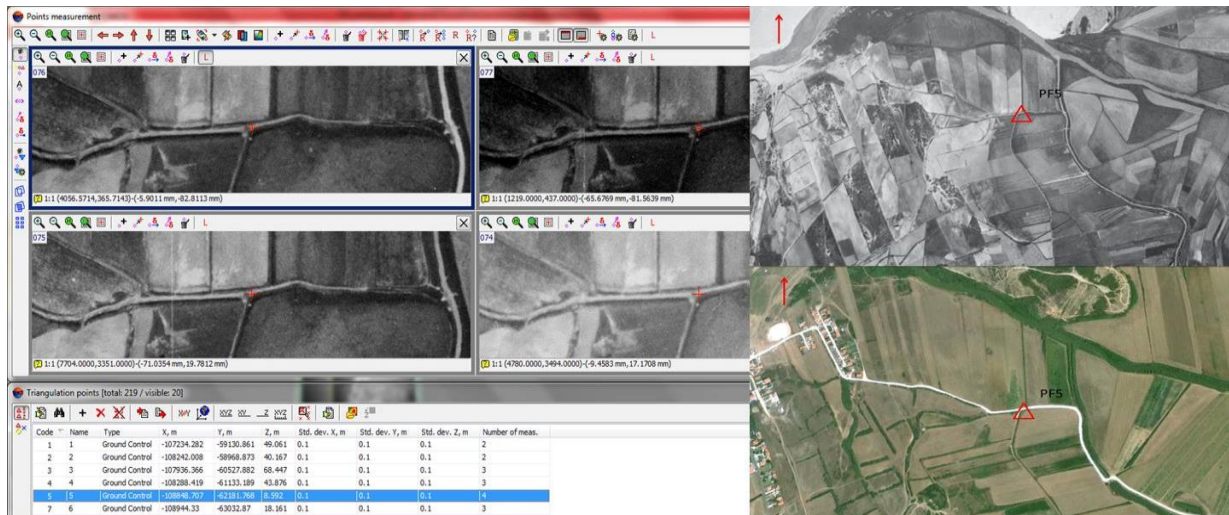 Points measurement
R R R? L
L
076
1:1 (4056.5714,365.7143)-(-5.9011 mm,-82.8113 mm)
L
077
1:1 (1219.0000,437.0000)-(-65.6769 mm,-81.5639 mm)
L
075
1:1 (7704.0000,3351.0000)-(-71.0354 mm,19.7812 mm)
L
074
1:1 (4780.0000,3494.0000)-(-9.4583 mm,17.1708 mm)
PF5
PF5
Triangulation points [total: 219 / visible: 20]
XYZ XY_ _Z XYZ
Code Name Type X, m Y, m Z, m Std. dev. X, m Std. dev. Y, m Std. dev. Z, m Number of meas.
1 1 Ground Control -107234.282 -59130.861 49.061 0.1 0.1 0.1 2
2 2 Ground Control -108242.008 -58968.873 40.167 0.1 0.1 0.1 2
3 3 Ground Control -107936.366 -60527.882 68.447 0.1 0.1 0.1 3
4 4 Ground Control -108288.419 -61133.189 43.876 0.1 0.1 0.1 3
5 5 Ground Control -108848.707 -62181.768 8.592 0.1 0.1 0.1 4
7 6 Ground Control -108944.33 -63032.87 18.161 0.1 0.1 0.1 3